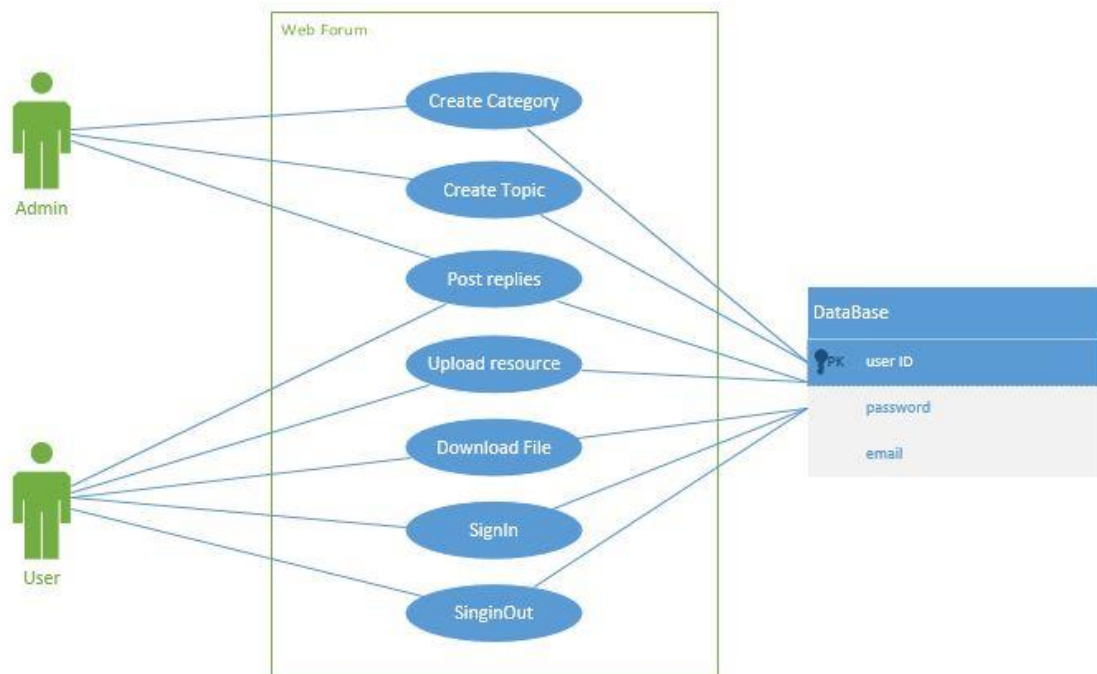 Web Forum
Create Category
Admin
Create Topic
Post replies
Upload resource
Download File
SignIn
User
SinginOut
DataBase
PK user ID
password
email